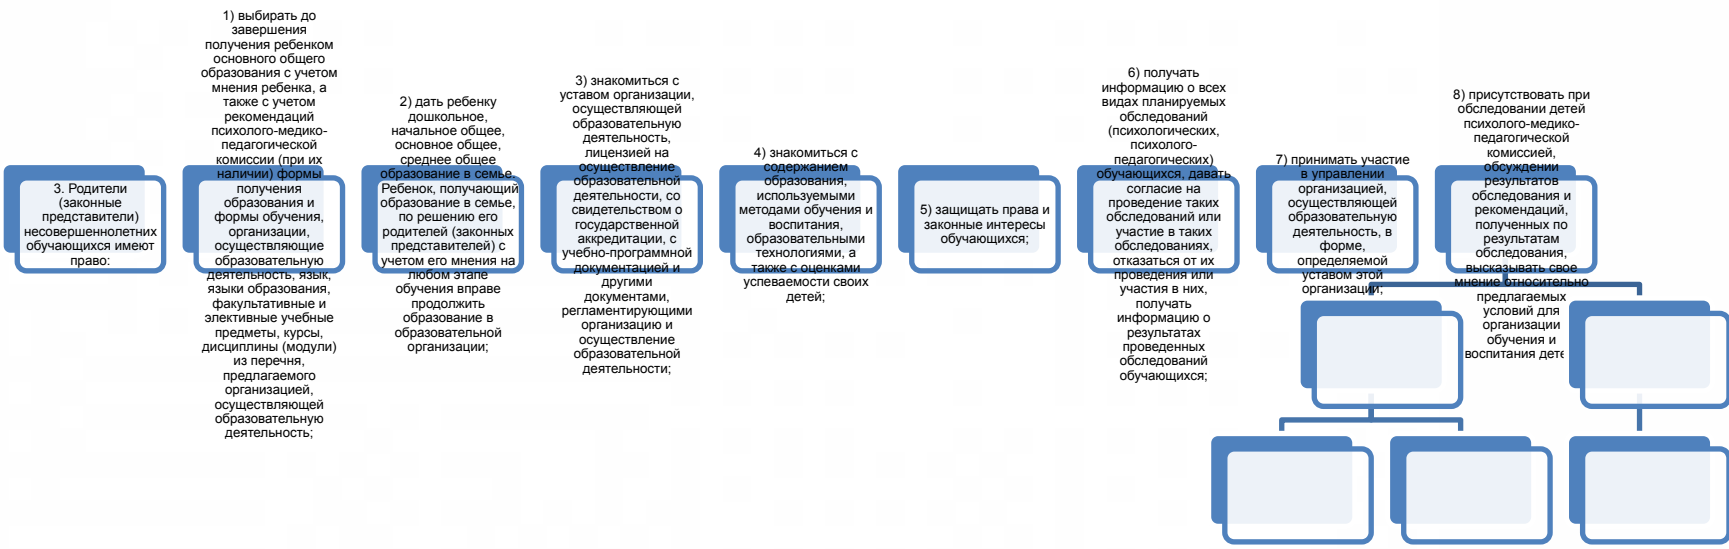 3. Родители
(законные
представители)
несовершеннолетних
обучающихся имеют
право:
1) выбирать до
завершения
получения ребенком
основного общего
образования с учетом
мнения ребенка, а
также с учетом
рекомендаций
психолого-медико-
педагогической
комиссии (при их
наличии) формы
получения
образования и
формы обучения,
организации,
осуществляющие
образовательную
деятельность, язык,
языки образования,
факультативные и
элективные учебные
предметы, курсы,
дисциплины (модули)
из перечня,
предлагаемого
организацией,
осуществляющей
образовательную
деятельность;
2) дать ребенку
дошкольное,
начальное общее,
основное общее,
среднее общее
образование в семье.
Ребенок, получающий
образование в семье,
по решению его
родителей (законных
представителей) с
учетом его мнения на
любом этапе
обучения вправе
продолжить
образование в
образовательной
организации;
3) знакомиться с
уставом организации,
осуществляющей
образовательную
деятельность,
лицензией на
осуществление
образовательной
деятельности, со
свидетельством о
государственной
аккредитации, с
учебно-программной
документацией и
другими
документами,
регламентирующими
организацию и
осуществление
образовательной
деятельности;
4) знакомиться с
содержанием
образования,
используемыми
методами обучения и
воспитания,
образовательными
технологиями, а
также с оценками
успеваемости своих
детей;
5) защищать права и
законные интересы
обучающихся;
6) получать
информацию о всех
видах планируемых
обследований
(психологических,
психолого-
педагогических)
обучающихся, давать
согласие на
проведение таких
обследований или
участие в таких
обследованиях,
отказаться от их
проведения или
участия в них,
получать
информацию о
результатах
проведенных
обследований
обучающихся;
7) принимать участие
в управлении
организацией,
осуществляющей
образовательную
деятельность, в
форме,
определяемой
уставом этой
организации;
8) присутствовать при
обследовании детей
психолого-медико-
педагогической
комиссией,
обсуждении
результатов
обследования и
рекомендаций,
полученных по
результатам
обследования,
высказывать свое
мнение относительно
предлагаемых
условий для
организации
обучения и
воспитания дете